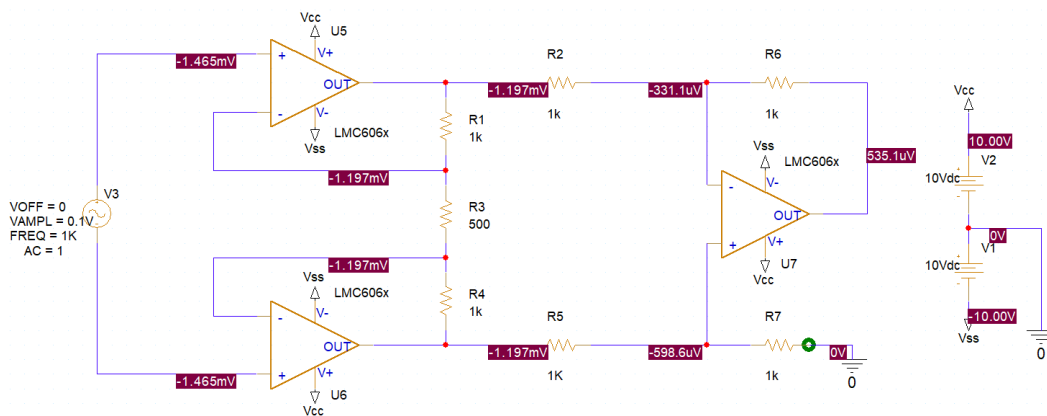 Vcc
U5
-1.465mV
+
V+
OUT
-
V-
LMC606x
Vss
-1.197mV
R1
1k
R2
-1.197mV
1k
-331.1uV
R6
1k
Vss
LMC606x
V-
-
OUT
+
V+
U7
Vcc
535.1uV
Vcc
10.00V
V2
10Vdc
+
-
0V
V1
10Vdc
+
-
-10.00V
Vss
0
V3
VOFF = 0
VAMPL = 0.1V
FREQ = 1K
AC = 1
R3
500
-1.197mV
Vss
LMC606x
V-
-
OUT
+
V+
U6
Vcc
-1.465mV
R4
1k
R5
-1.197mV
1K
-598.6uV
R7
1k
0V
0